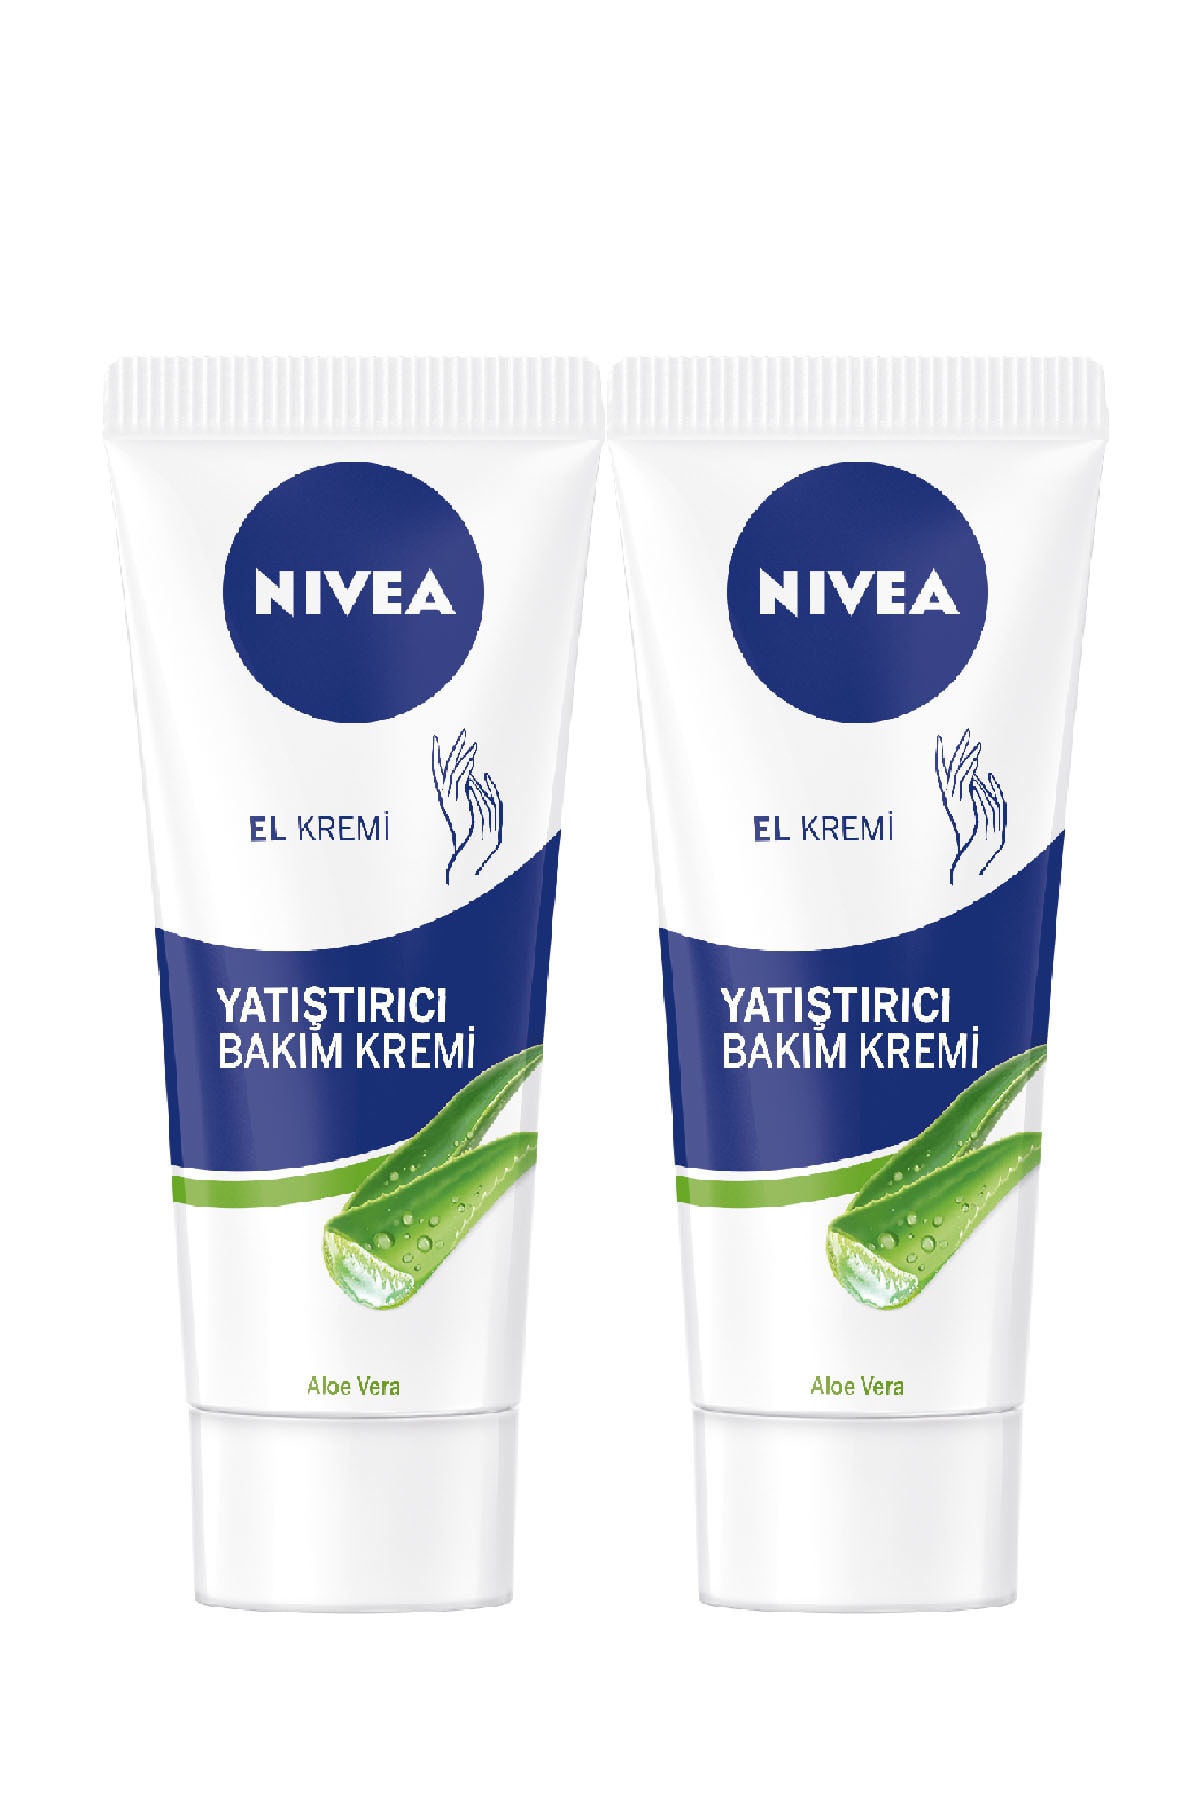 NIVEA
EL KREMİ
YATIŞTIRICI
BAKIM KREMİ
Aloe Vera
NIVEA
EL KREMİ
YATIŞTIRICI
BAKIM KREMİ
Aloe Vera